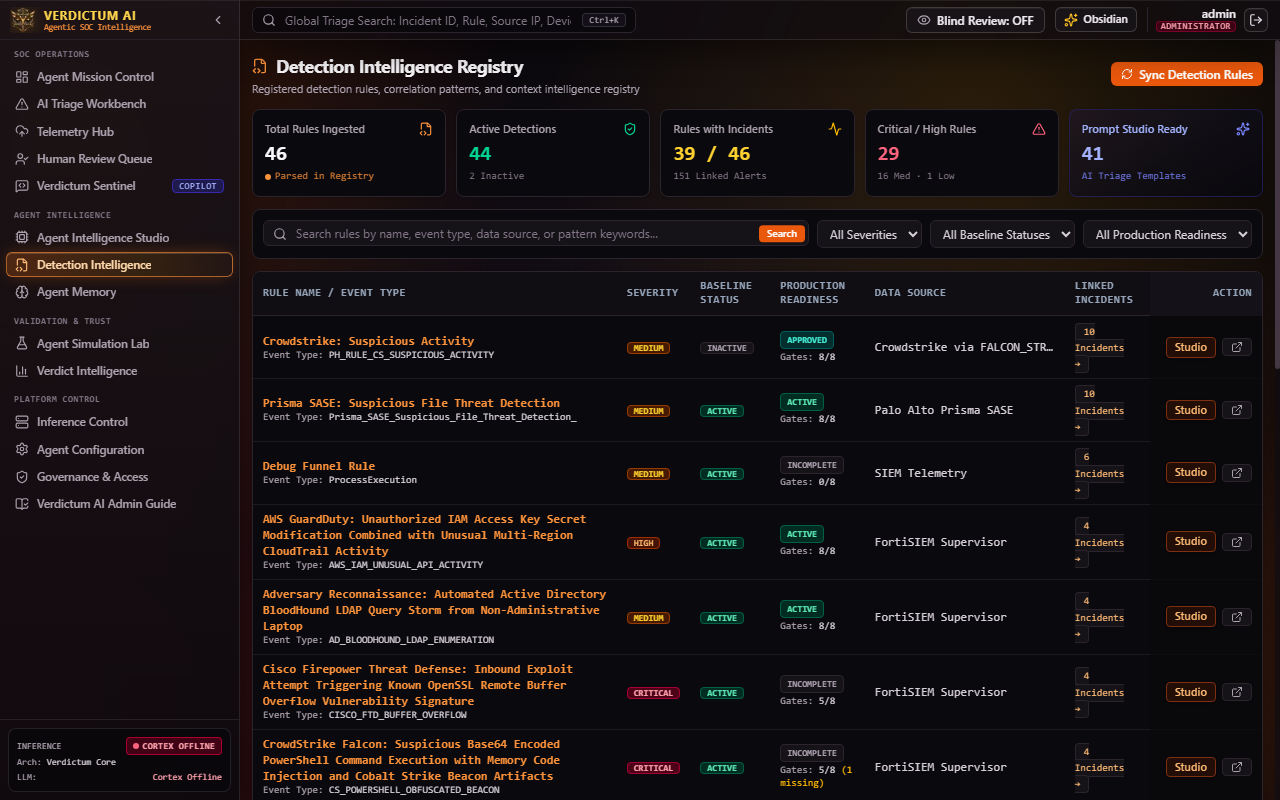 VERDICTUM AI
Agentic SOC Intelligence
Global Triage Search: Incident ID, Rule, Source IP, Devi
Ctrl+K
Blind Review: OFF
Obsidian
admin
ADMINISTRATOR
SOC OPERATIONS
Agent Mission Control
AI Triage Workbench
Telemetry Hub
Human Review Queue
Verdictum Sentinel
COPILOT
AGENT INTELLIGENCE
Agent Intelligence Studio
Detection Intelligence
Agent Memory
VALIDATION & TRUST
Agent Simulation Lab
Verdict Intelligence
PLATFORM CONTROL
Inference Control
Agent Configuration
Governance & Access
Verdictum AI Admin Guide
INFERENCE
CORTEX OFFLINE
Arch: Verdictum Core
LLM:
Cortex Offline
Detection Intelligence Registry
Registered detection rules, correlation patterns, and context intelligence registry
Sync Detection Rules
Total Rules Ingested
46
Parsed in Registry
Active Detections
44
2 Inactive
Rules with Incidents
39 / 46
151 Linked Alerts
Critical / High Rules
29
16 Med · 1 Low
Prompt Studio Ready
41
AI Triage Templates
Search rules by name, event type, data source, or pattern keywords...
Search
All Severities
All Baseline Statuses
All Production Readiness
RULE NAME / EVENT TYPE
SEVERITY
BASELINE
STATUS
PRODUCTION
READINESS
DATA SOURCE
LINKED
INCIDENTS
ACTION
Crowdstrike: Suspicious Activity
Event Type: PH_RULE_CS_SUSPICIOUS_ACTIVITY
MEDIUM
INACTIVE
APPROVED
Gates: 8/8
Crowdstrike via FALCON_STR…
10
Incidents
→
Studio
Prisma SASE: Suspicious File Threat Detection
Event Type: Prisma_SASE_Suspicious_File_Threat_Detection_
MEDIUM
ACTIVE
ACTIVE
Gates: 8/8
Palo Alto Prisma SASE
10
Incidents
→
Studio
Debug Funnel Rule
Event Type: ProcessExecution
MEDIUM
ACTIVE
INCOMPLETE
Gates: 0/8
SIEM Telemetry
6
Incidents
→
Studio
AWS GuardDuty: Unauthorized IAM Access Key Secret
Modification Combined with Unusual Multi-Region
CloudTrail Activity
Event Type: AWS_IAM_UNUSUAL_API_ACTIVITY
HIGH
ACTIVE
ACTIVE
Gates: 8/8
FortiSIEM Supervisor
4
Incidents
→
Studio
Adversary Reconnaissance: Automated Active Directory
BloodHound LDAP Query Storm from Non-Administrative
Laptop
Event Type: AD_BLOODHOUND_LDAP_ENUMERATION
MEDIUM
ACTIVE
ACTIVE
Gates: 8/8
FortiSIEM Supervisor
4
Incidents
→
Studio
Cisco Firepower Threat Defense: Inbound Exploit
Attempt Triggering Known OpenSSL Remote Buffer
Overflow Vulnerability Signature
Event Type: CISCO_FTD_BUFFER_OVERFLOW
CRITICAL
ACTIVE
INCOMPLETE
Gates: 5/8
FortiSIEM Supervisor
4
Incidents
→
Studio
CrowdStrike Falcon: Suspicious Base64 Encoded
PowerShell Command Execution with Memory Code
Injection and Cobalt Strike Beacon Artifacts
Event Type: CS_POWERSHELL_OBFUSCATED_BEACON
CRITICAL
ACTIVE
INCOMPLETE
Gates: 5/8 (1
missing)
FortiSIEM Supervisor
4
Incidents
→
Studio